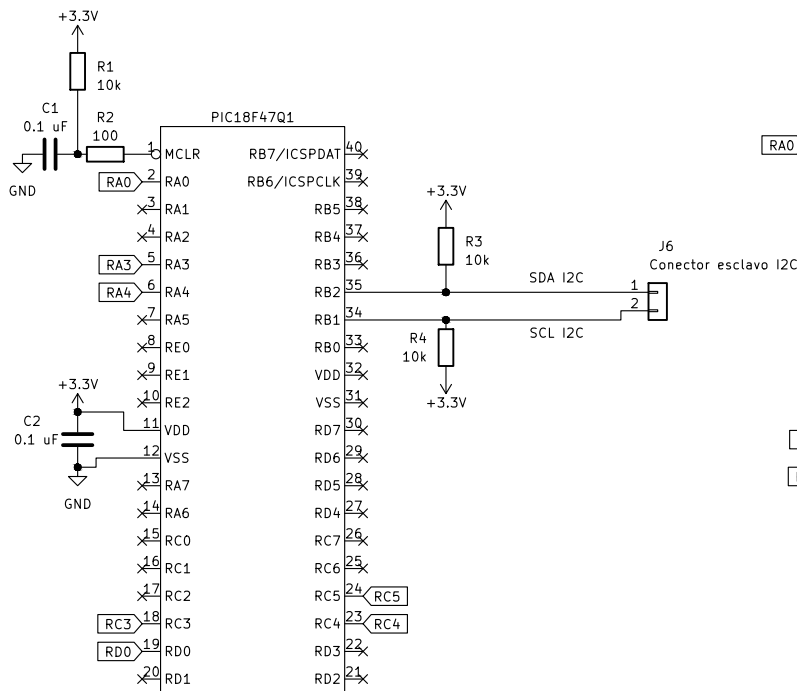 +3.3V
R1
10k
C1
0.1 uF
R2
100
GND
PIC18F47Q1
1 MCLR RB7/ICSPDAT 40
RA0 2 RA0 RB6/ICSPCLK 39
3 RA1 RB5 38
4 RA2 RB4 37
RA3 5 RA3 RB3 36
RA4 6 RA4 RB2 35
7 RA5 RB1 34
8 RE0 RB0 33
9 RE1 VDD 32
10 RE2 VSS 31
11 VDD RD7 30
12 VSS RD6 29
13 RA7 RD5 28
14 RA6 RD4 27
15 RC0 RC7 26
16 RC1 RC6 25
17 RC2 RC5 24 RC5
RC3 18 RC3 RC4 23 RC4
RD0 19 RD0 RD3 22
20 RD1 RD2 21
+3.3V
C2
0.1 uF
GND
+3.3V
R3
10k
SDA I2C
SCL I2C
R4
10k
+3.3V
J6
Conector esclavo I2C
1
2
RA0